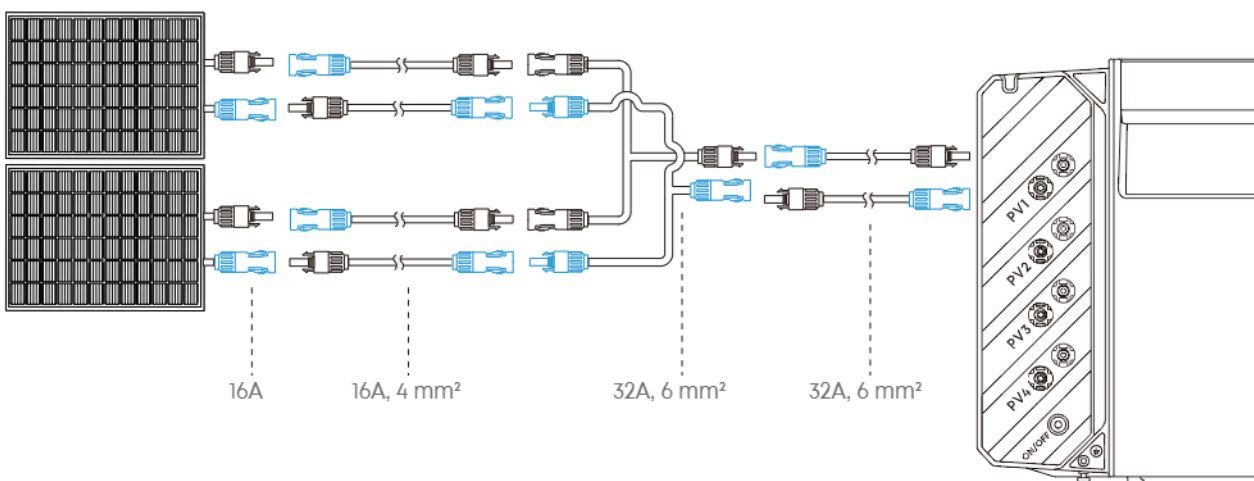 PV1
PV2
PV3
PV4
ON/OFF
16A
16A, 4 mm²
32A, 6 mm²
32A, 6 mm²